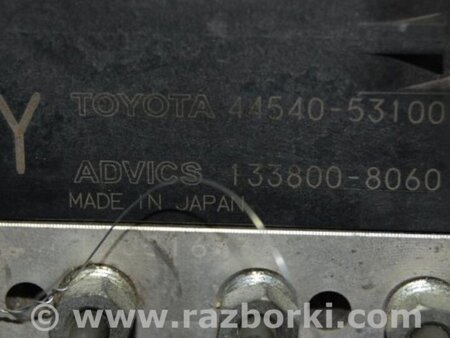 Y
TOYOTA 44540-53100
ADVICS 133800-8060
MADE IN JAPAN
© www.razborki.com